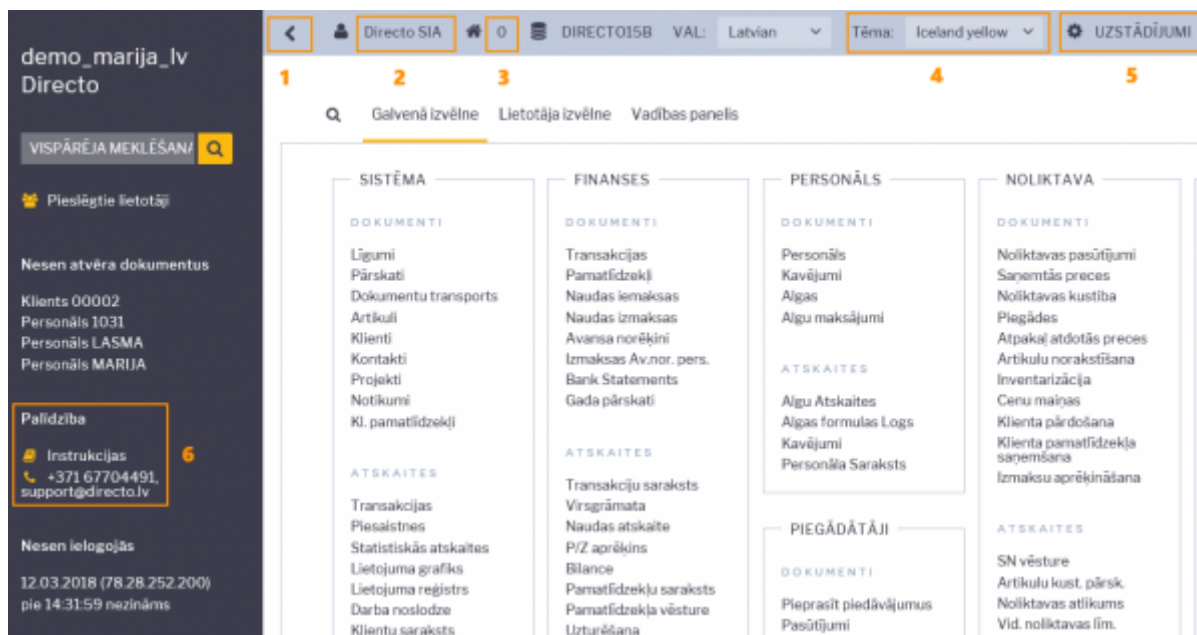 demo_marija_lv
Directo
VISPĀRĒJA MEKLĒŠANA
Pieslēgtie lietotāji
Nesen atvēra dokumentus
Klients 00002
Personāls 1031
Personāls LASMA
Personāls MARIJA
Palīdzība
Instrukcijas
6
+371 67704491,
support@directo.lv
Nesen ielogojās
12.03.2018 (78.28.252.200)
pie 14:31:59 nezināms
Directo SIA 0 DIRECTO15B VAL: Latvian Tēma: Iceland yellow UZSTĀDĪJUMI
1 2 3 4 5
Galvenā izvēlne Lietotāja izvēlne Vadības panelis
SISTĒMA
DOKUMENTI
Līgumi
Pārskati
Dokumentu transports
Artikuli
Klienti
Kontakti
Projekti
Notikumi
Kl. pamatlīdzekļi
ATSKAITES
Transakcijas
Piesaistnes
Statistiskās atskaites
Lietojuma grafiks
Lietojuma reģistrs
Darba noslodze
Klientu saraksts
FINANSES
DOKUMENTI
Transakcijas
Pamatlīdzekļi
Naudas iemaksas
Naudas izmaksas
Avansa norēķini
Izmaksas Av.nor. pers.
Bank Statements
Gada pārskati
ATSKAITES
Transakciju saraksts
Virsgrāmata
Naudas atskaite
P/Z aprēķins
Bilance
Pamatlīdzekļu saraksts
Pamatlīdzekļa vēsture
Uzturēšana
PERSONĀLS
DOKUMENTI
Personāls
Kavējumi
Algas
Algu maksājumi
ATSKAITES
Algu Atskaites
Algas formulas Logs
Kavējumi
Personāla Saraksts
PIEGĀDĀTĀJI
DOKUMENTI
Pieprasīt piedāvājumus
Pasūtījumi
NOLIKTAVA
DOKUMENTI
Noliktavas pasūtījumi
Saņemtās preces
Noliktavas kustība
Piegādes
Atpakaļ atdotās preces
Artikulu norakstīšana
Inventarizācija
Cenu maiņas
Klienta pārdošana
Klienta pamatlīdzekļa
saņemšana
Izmaksu aprēķināšana
ATSKAITES
SN vēsture
Artikulu kust. pārsk.
Noliktavas atlikums
Vid. noliktavas līm.